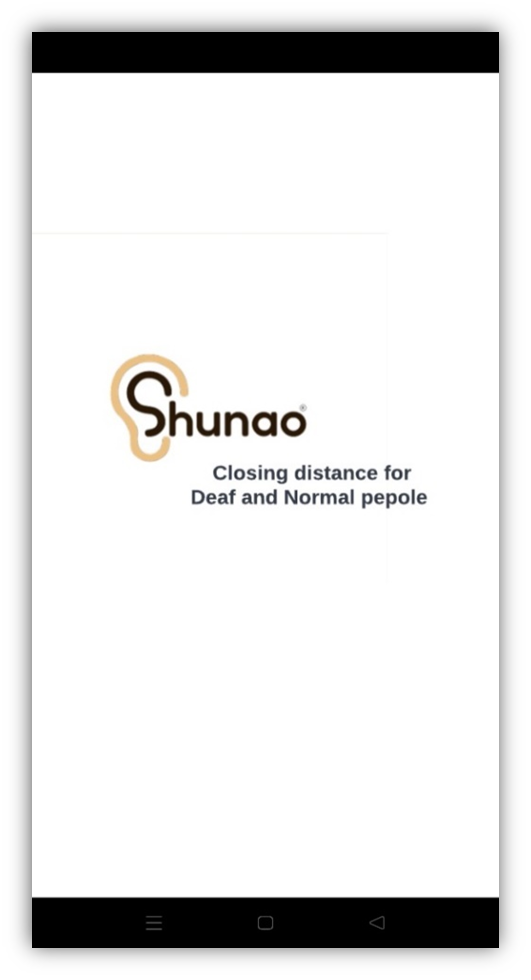 Shunao®
Closing distance for
Deaf and Normal pepole